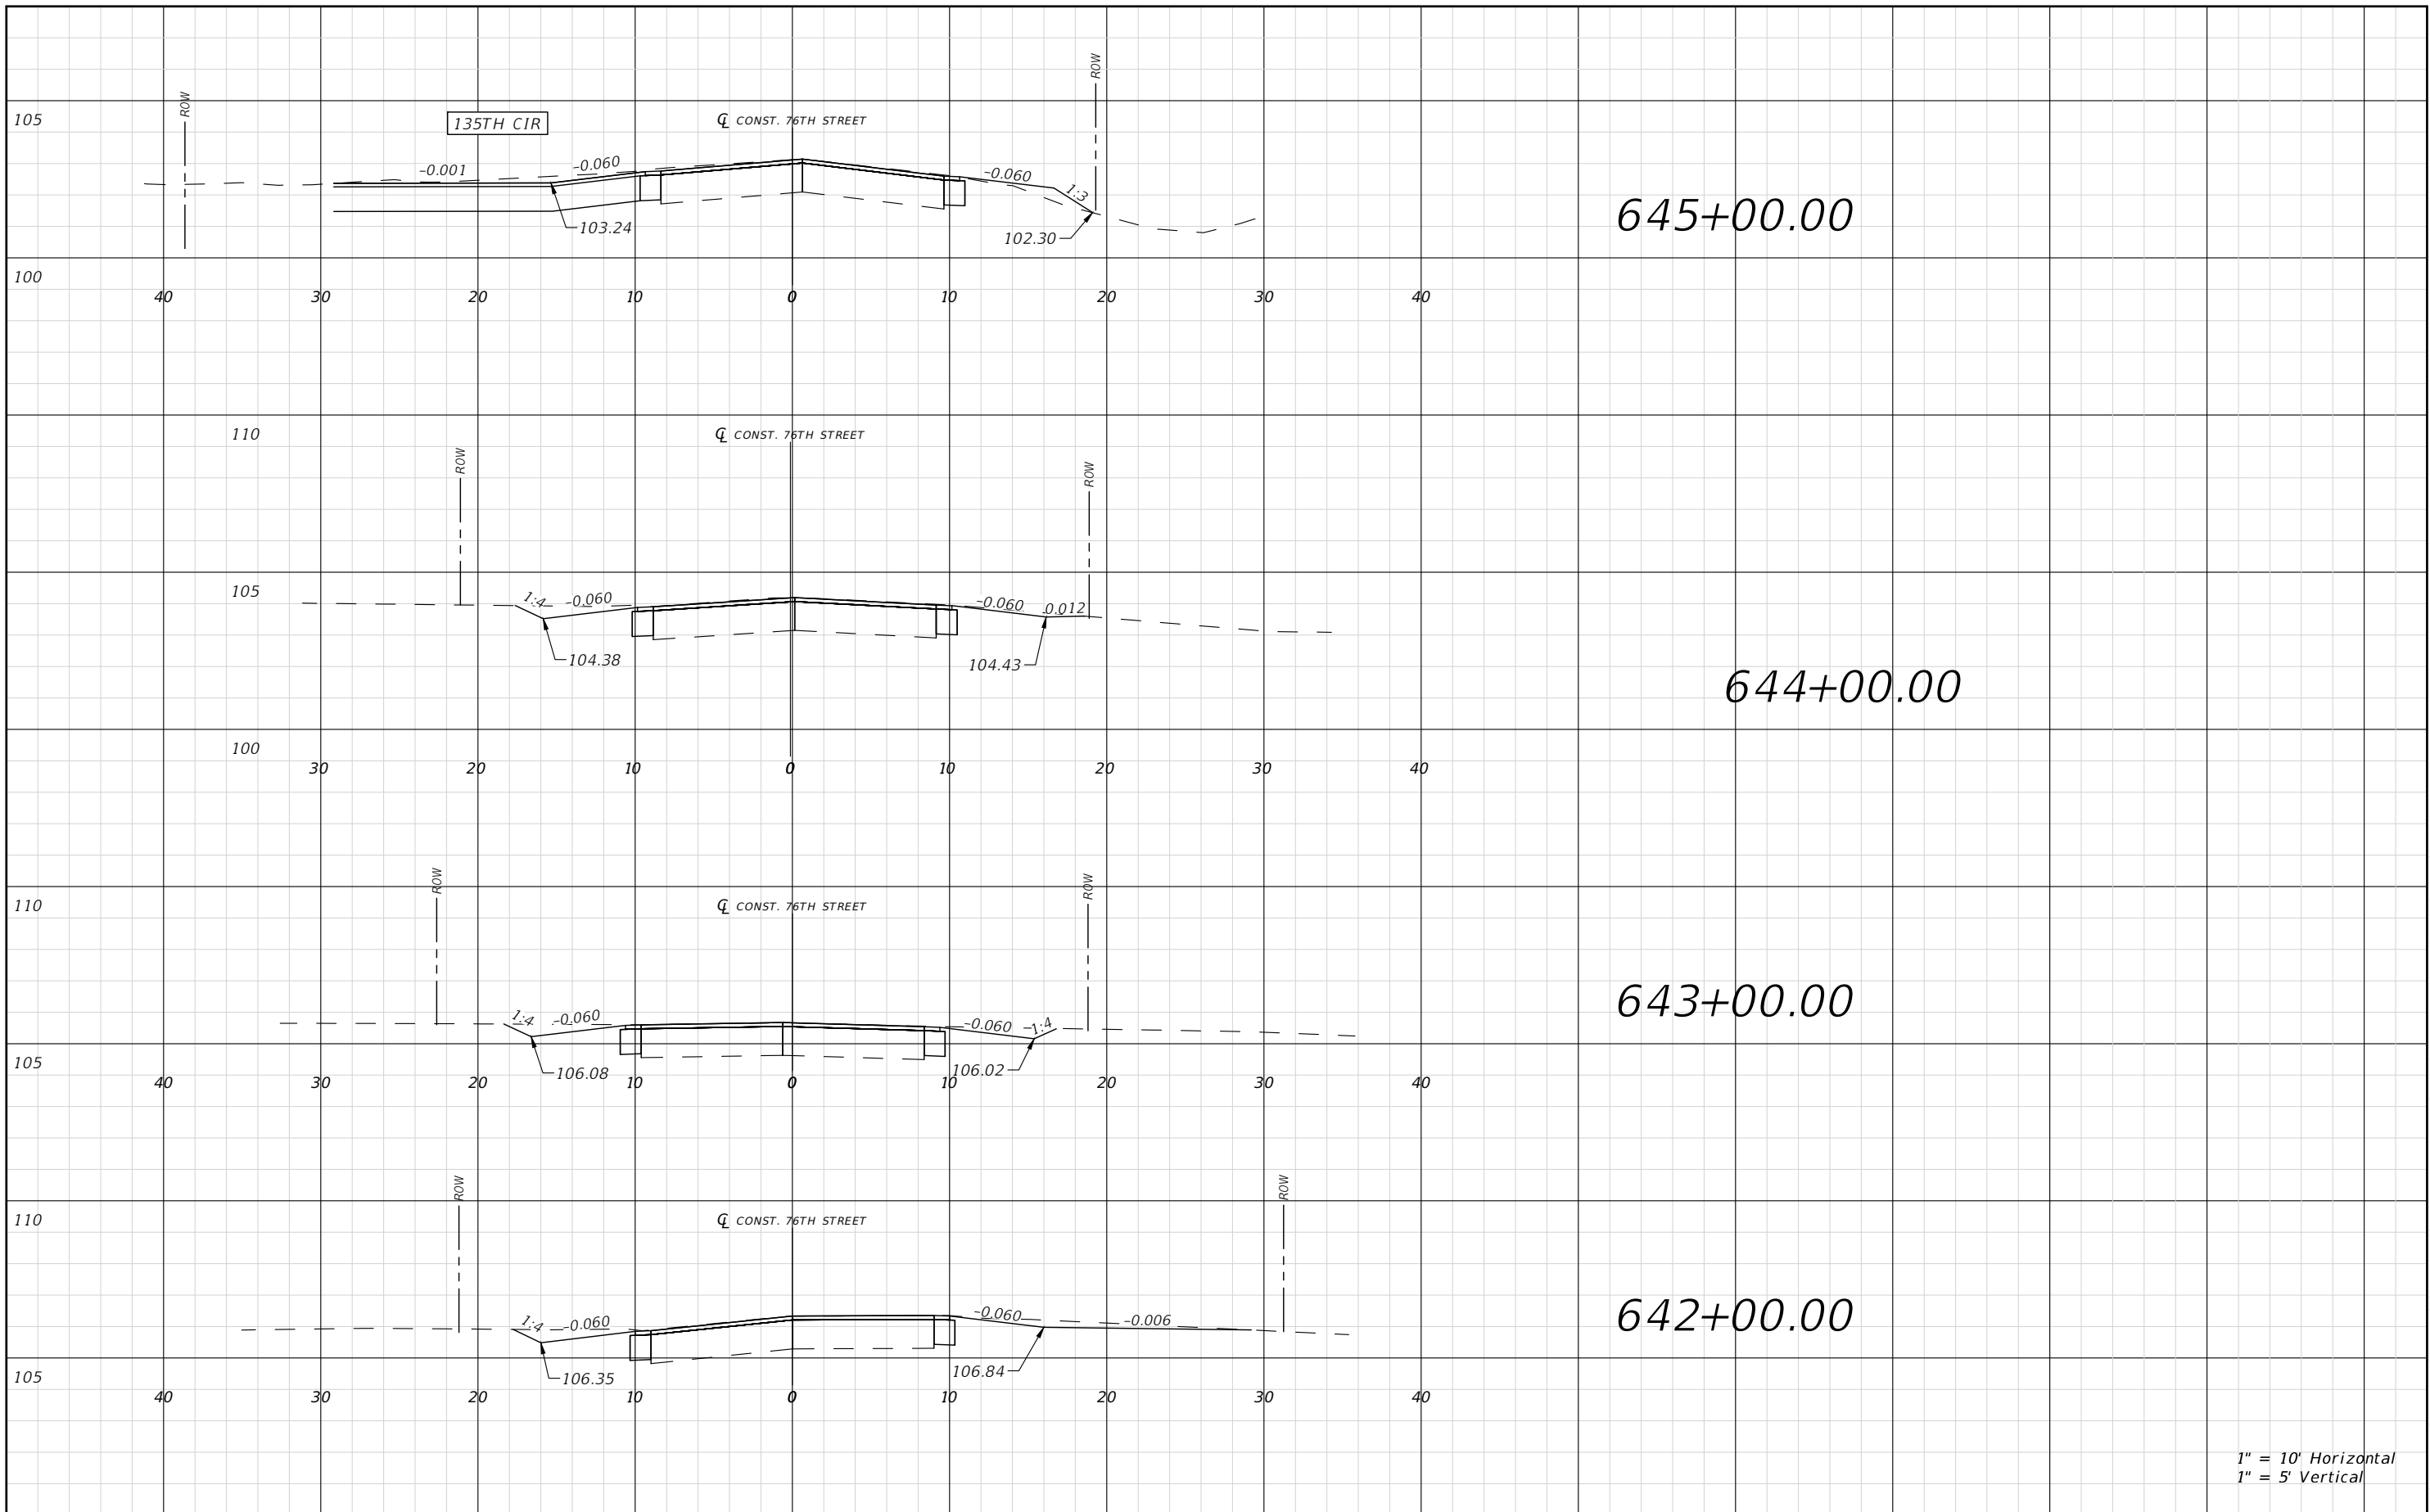 ROW
ROW
105
135TH CIR
CL CONST. 76TH STREET
-0.001
-0.060
-0.060
1:3
103.24
102.30
645+00.00
100
40 30 20 10 0 10 20 30 40
110
CL CONST. 76TH STREET
ROW
ROW
105
1:4
-0.060
-0.060
0.012
104.38
104.43
644+00.00
100
30 20 10 0 10 20 30 40
ROW
ROW
110
CL CONST. 76TH STREET
643+00.00
1:4
-0.060
-0.060
1:4
105
106.08
106.02
40 30 20 10 0 10 20 30 40
ROW
ROW
110
CL CONST. 76TH STREET
642+00.00
1:4
-0.060
-0.060
-0.006
105
106.35
106.84
40 30 20 10 0 10 20 30 40
1" = 10' Horizontal
1" = 5' Vertical